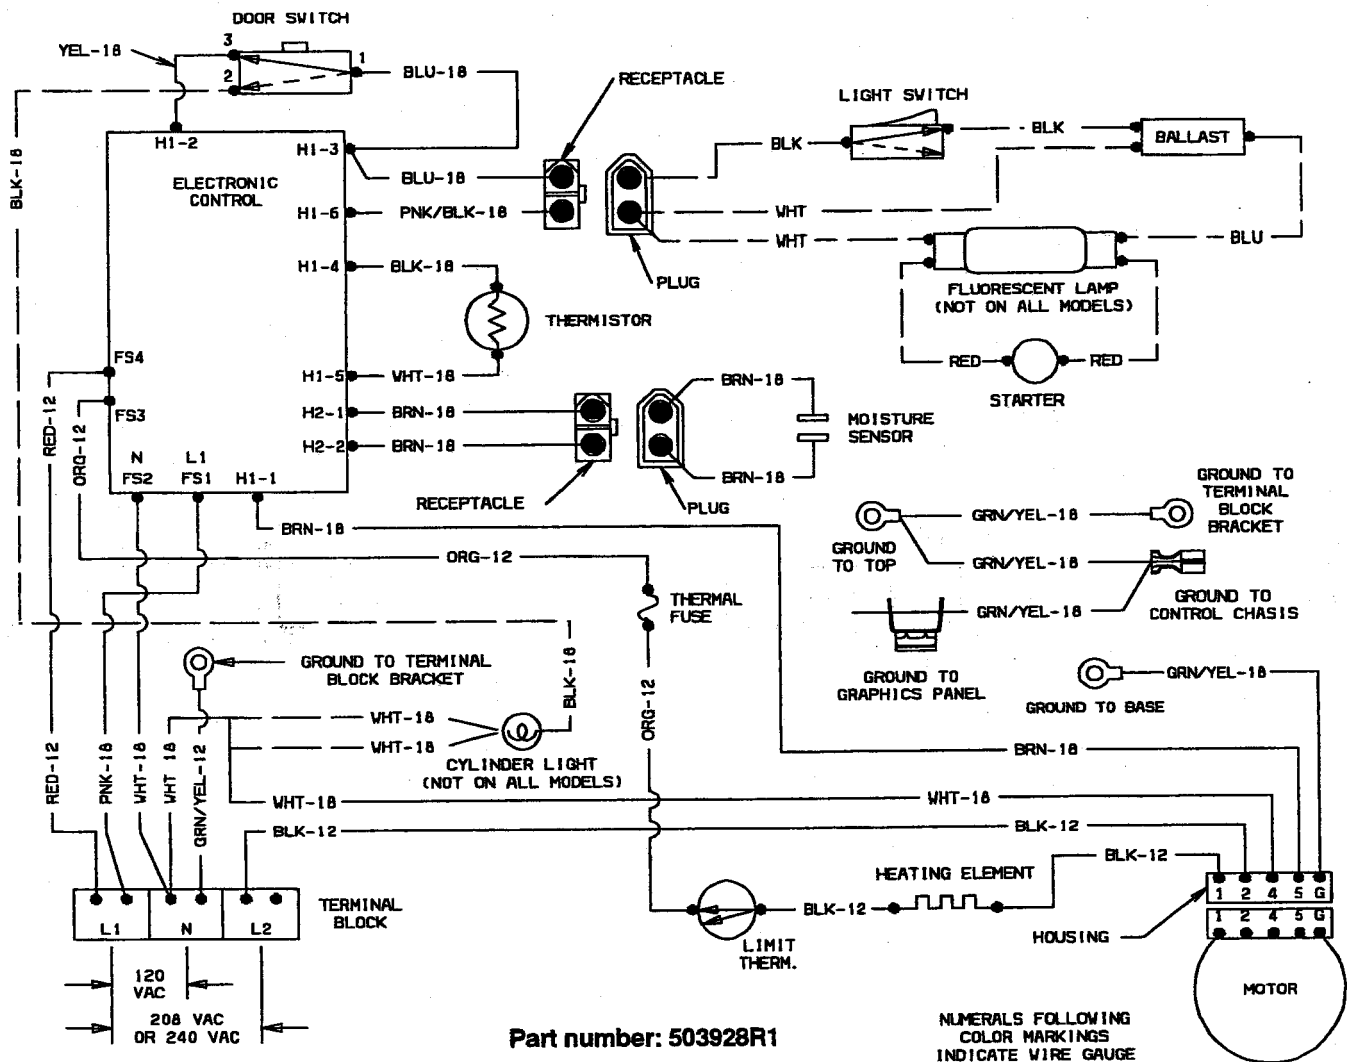 DOOR SWITCH
YEL-18
3
2
1
BLU-18
RECEPTACLE
LIGHT SWITCH
BLK
BLK
BALLAST
H1-2
H1-3
BLK-18
ELECTRONIC
CONTROL
BLU-18
H1-6
PNK/BLK-18
WHT
WHT
BLU
H1-4
BLK-18
PLUG
FLUORESCENT LAMP
(NOT ON ALL MODELS)
THERMISTOR
FS4
RED
RED
STARTER
H1-5
WHT-18
BRN-18
FS3
H2-1
BRN-18
MOISTURE
SENSOR
RED-12
ORG-12
H2-2
BRN-18
N
L1
FS2
FS1
H1-1
BRN-18
RECEPTACLE
PLUG
GROUND TO
TERMINAL
BLOCK
BRACKET
BRN-18
GRN/YEL-18
GROUND
TO TOP
ORG-12
GRN/YEL-18
GROUND TO
CONTROL CHASIS
THERMAL
FUSE
GRN/YEL-18
GROUND TO
GRAPHICS PANEL
GROUND TO TERMINAL
BLOCK BRACKET
BLK-18
ORG-12
GRN/YEL-18
GROUND TO BASE
WHT-18
WHT-18
CYLINDER LIGHT
(NOT ON ALL MODELS)
BRN-18
RED-12
PNK-18
WHT-18
WHT 18
GRN/YEL-12
WHT-18
WHT-18
BLK-12
BLK-12
BLK-12
HEATING ELEMENT
BLK-12
TERMINAL
BLOCK
L1
N
L2
LIMIT
THERM.
HOUSING
1 2 4 5 G
1 2 4 5 G
MOTOR
120
VAC
208 VAC
OR 240 VAC
Part number: 503928R1
NUMERALS FOLLOWING
COLOR MARKINGS
INDICATE WIRE GAUGE